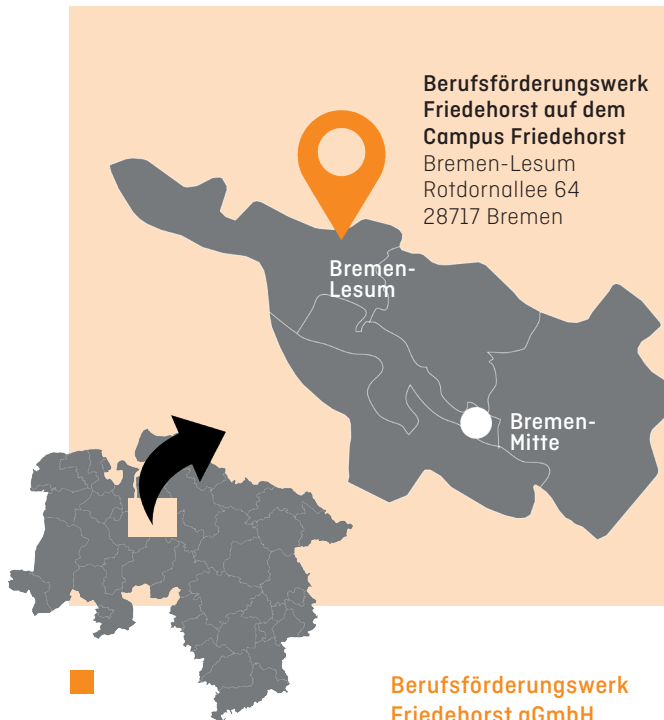 Berufsförderungswerk
Friedehorst auf dem
Campus Friedehorst
Bremen-Lesum
Rotdornallee 64
28717 Bremen
Bremen-
Lesum
Bremen-
Mitte
Berufsförderungswerk
Friedehorst gGmbH